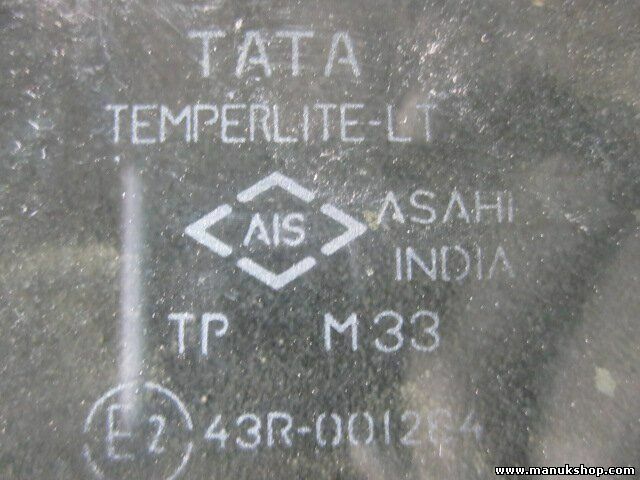 TATA
TEMPERLITE-LT
AIS
ASAHI
INDIA
TP M33
E2 43R-001264
www.manukshop.com